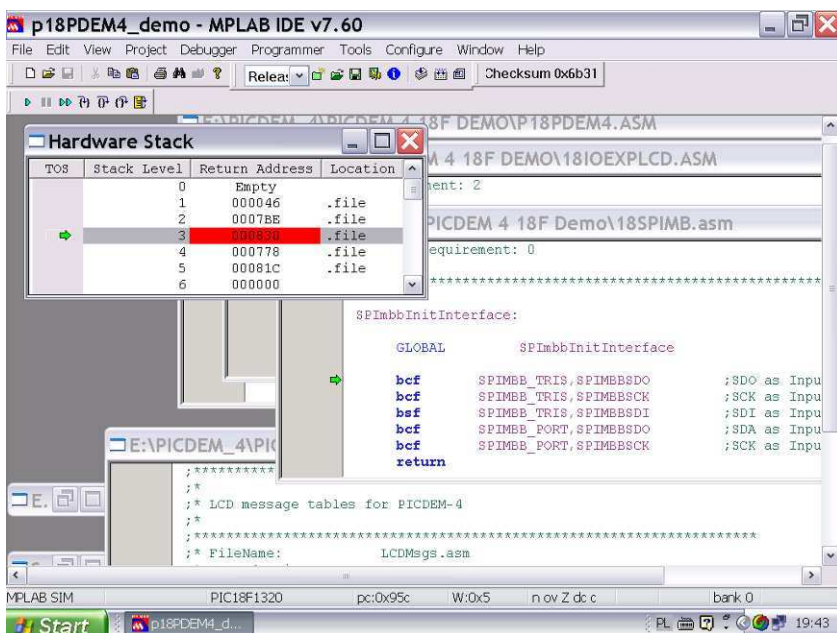 p18PDEM4_demo - MPLAB IDE v7.60
File Edit View Project Debugger Programmer Tools Configure Window Help
Releas Checksum 0x6b31
4 18F DEMO\P18PDEM4.ASM
Hardware Stack
4 18F DEMO\18IOEXPLCD.ASM
TOS Stack Level Return Address Location
0 Empty
1 000046 .file
2 0007BE .file
3 000830 .file
4 000778 .file
5 00081C .file
6 000000
ment: 2
PICDEM 4 18F Demo\18SPIMB.asm
equirement: 0
SPImbbInitInterface:
GLOBAL SPImbbInitInterface
bcf SPIMBB_TRIS,SPIMBBSDO ;SDO as Inpu
bcf SPIMBB_TRIS,SPIMBBSCK ;SCK as Inpu
bsf SPIMBB_TRIS,SPIMBBSDI ;SDI as Inpu
bcf SPIMBB_PORT,SPIMBBSDO ;SDA as Inpu
bcf SPIMBB_PORT,SPIMBBSCK ;SCK as Inpu
return
E:\PICDEM_4\PIC
;***********
;*
;* LCD message tables for PICDEM-4
;*
;* FileName: LCDMsgs.asm
E.
MPLAB SIM PIC18F1320 pc:0x95c W:0x5 n ov Z dc c bank 0
Start p18PDEM4_d... PL 19:43